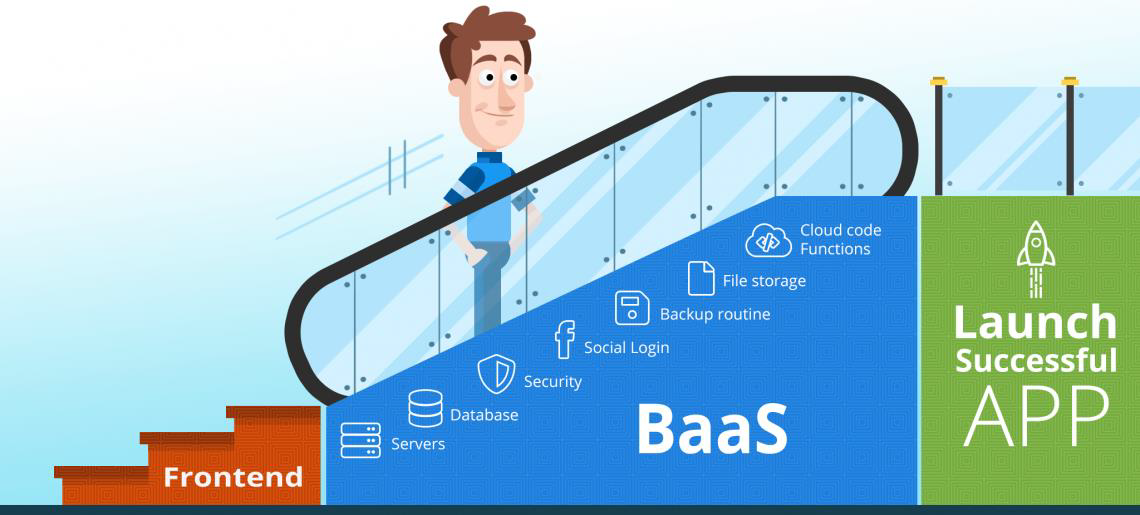 Cloud code
Functions
File storage
Backup routine
Social Login
Security
Database
Servers
Frontend
BaaS
Launch
Successful
APP